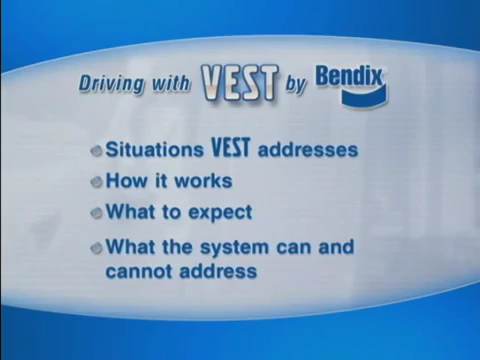 Driving with VEST by Bendix
Situations VEST addresses
How it works
What to expect
What the system can and
cannot address